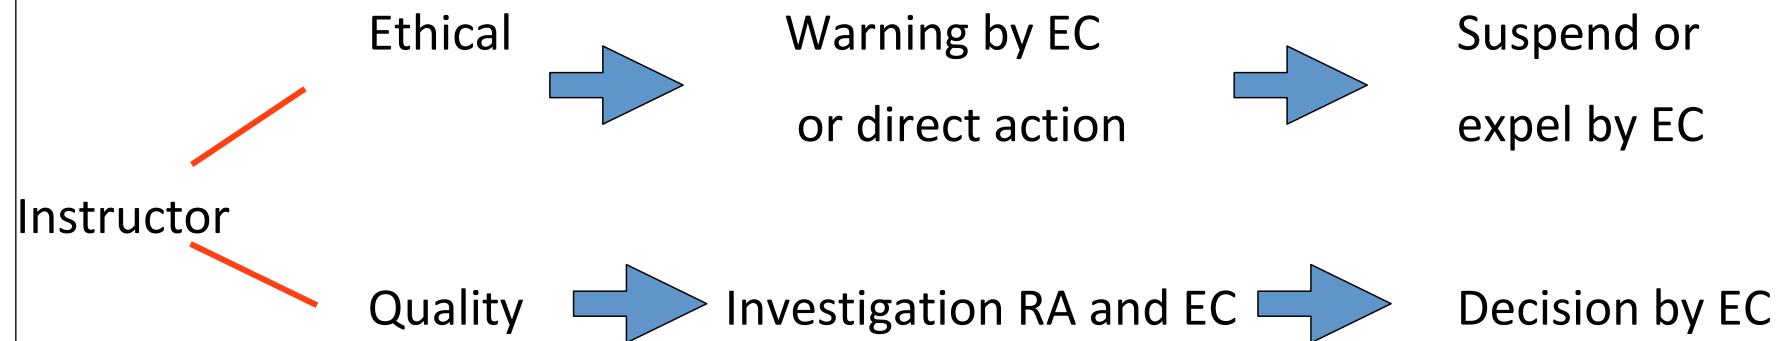 Ethical
Warning by EC
or direct action
Suspend or
expel by EC
Instructor
Quality
Investigation RA and EC
Decision by EC